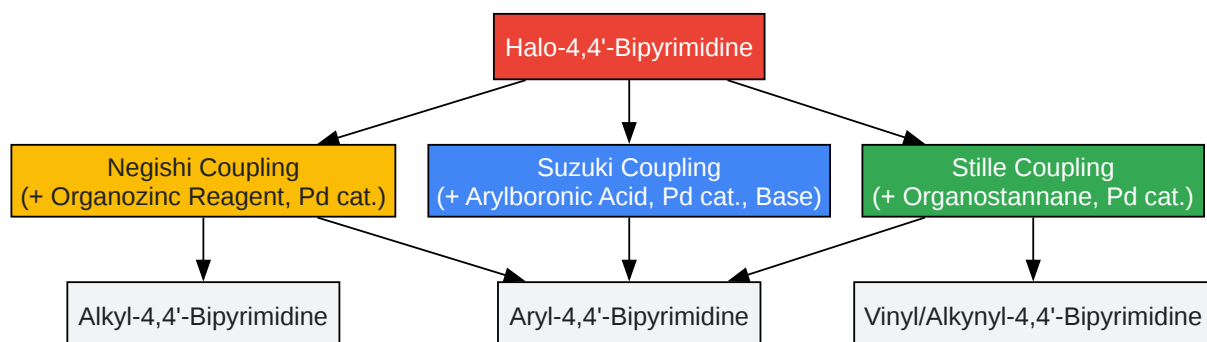 Halo-4,4'-Bipyrimidine
Negishi Coupling
(+ Organozinc Reagent, Pd cat.)
Suzuki Coupling
(+ Arylboronic Acid, Pd cat., Base)
Stille Coupling
(+ Organostannane, Pd cat.)
Alkyl-4,4'-Bipyrimidine
Aryl-4,4'-Bipyrimidine
Vinyl/Alkynyl-4,4'-Bipyrimidine